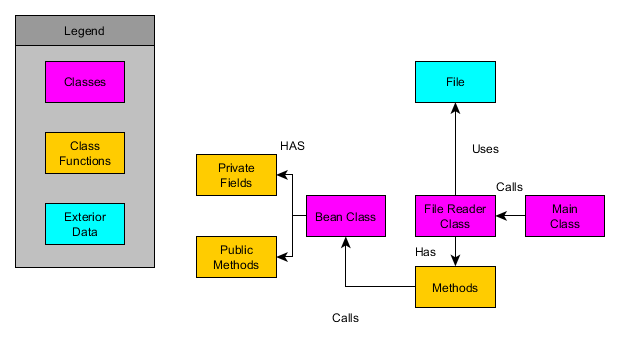 Legend
Classes
Class
Functions
Exterior
Data
File
Uses
HAS
Private
Fields
Calls
Bean Class
File Reader
Class
Main
Class
Public
Methods
Has
Methods
Calls